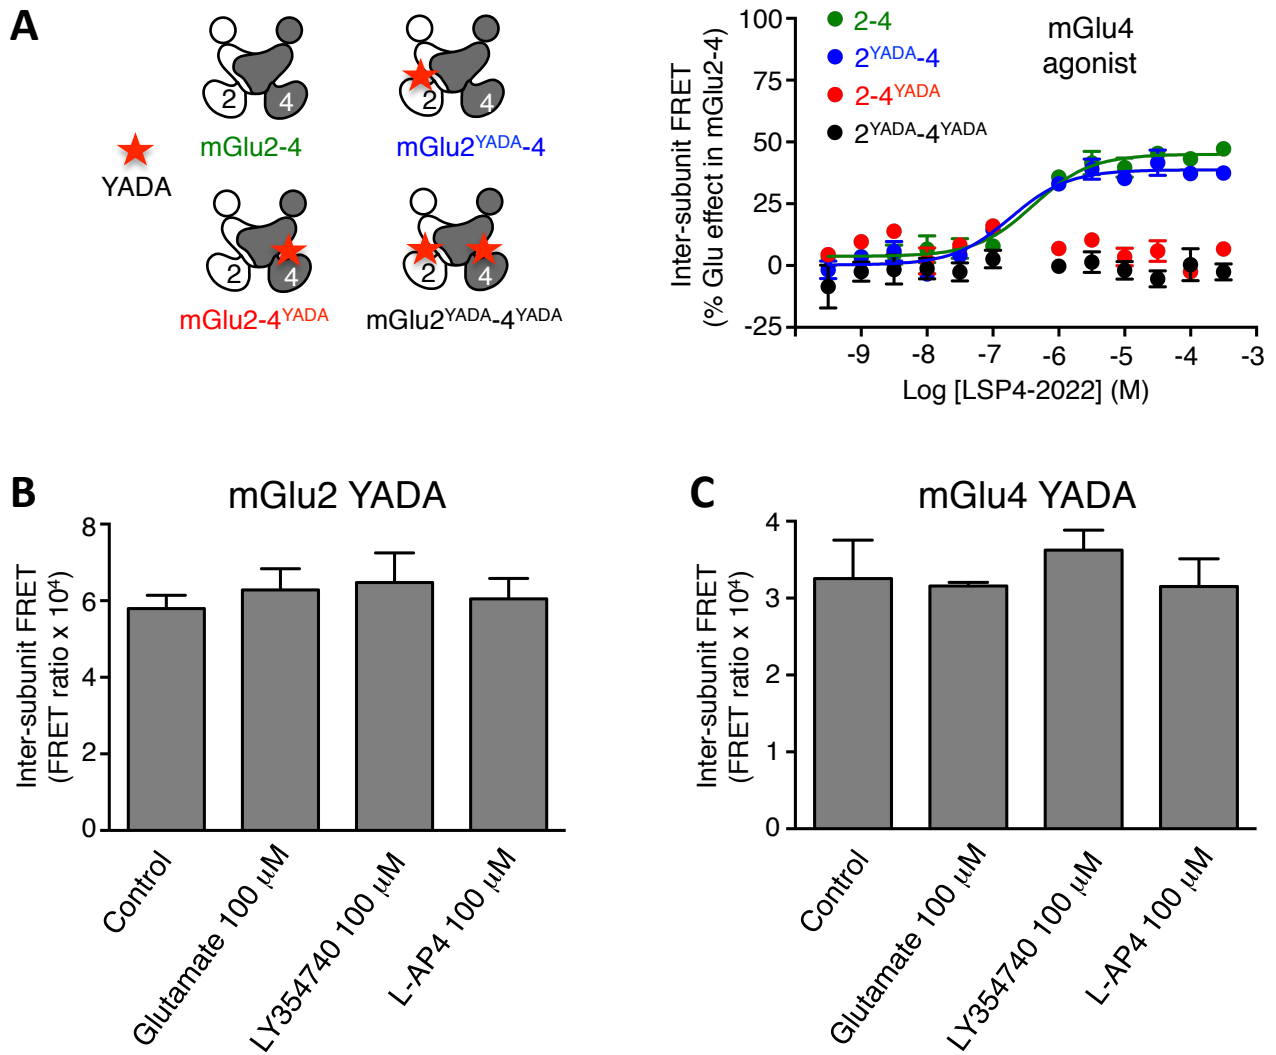 A
2
4
mGlu2-4
2
4
mGlu2YADA-4
YADA
2
4
mGlu2-4YADA
2
4
mGlu2YADA-4YADA
Inter-subunit FRET
(% Glu effect in mGlu2-4)
100
75
50
25
0
-25
2-4
2YADA-4
2-4YADA
2YADA-4YADA
mGlu4
agonist
-9 -8 -7 -6 -5 -4 -3
Log [LSP4-2022] (M)
B
mGlu2 YADA
Inter-subunit FRET
(FRET ratio x 10⁴)
8
6
4
2
0
Control
Glutamate 100 μM
LY354740 100 μM
L-AP4 100 μM
C
mGlu4 YADA
Inter-subunit FRET
(FRET ratio x 10⁴)
4
3
2
1
0
Control
Glutamate 100 μM
LY354740 100 μM
L-AP4 100 μM